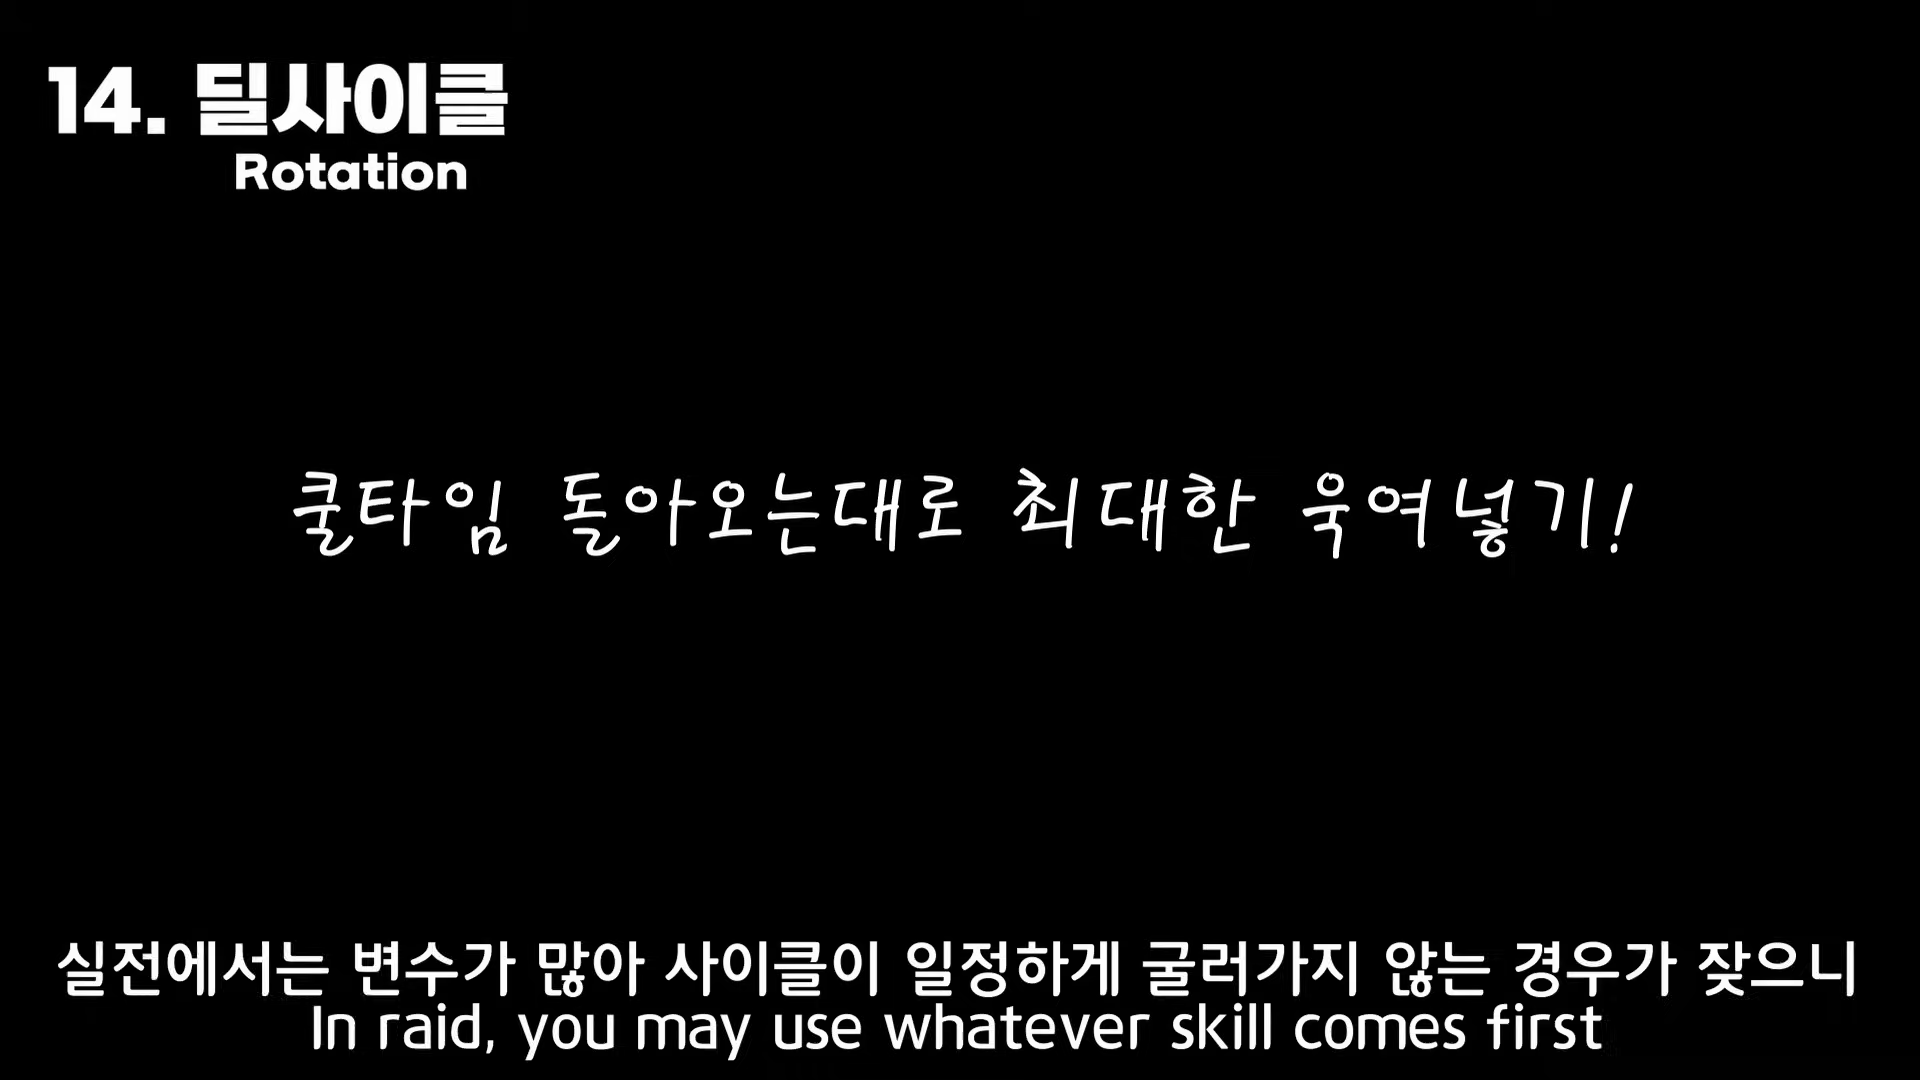 14. 딜사이클
Rotation
쿨타임 돌아오는대로 최대한 욱여넣기!
실전에서는 변수가 많아 사이클이 일정하게 굴러가지 않는 경우가 잦으니
In raid, you may use whatever skill comes first